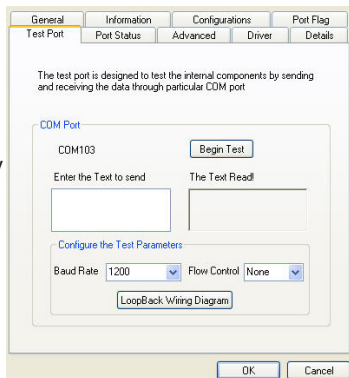 General Information Configurations Port Flag
Test Port Port Status Advanced Driver Details
The test port is designed to test the internal components by sending
and receiving the data through particular COM port
COM Port
COM103 Begin Test
Enter the Text to send The Text Read!
Configure the Test Parameters
Baud Rate 1200 Flow Control None
LoopBack Wiring Diagram
OK Cancel